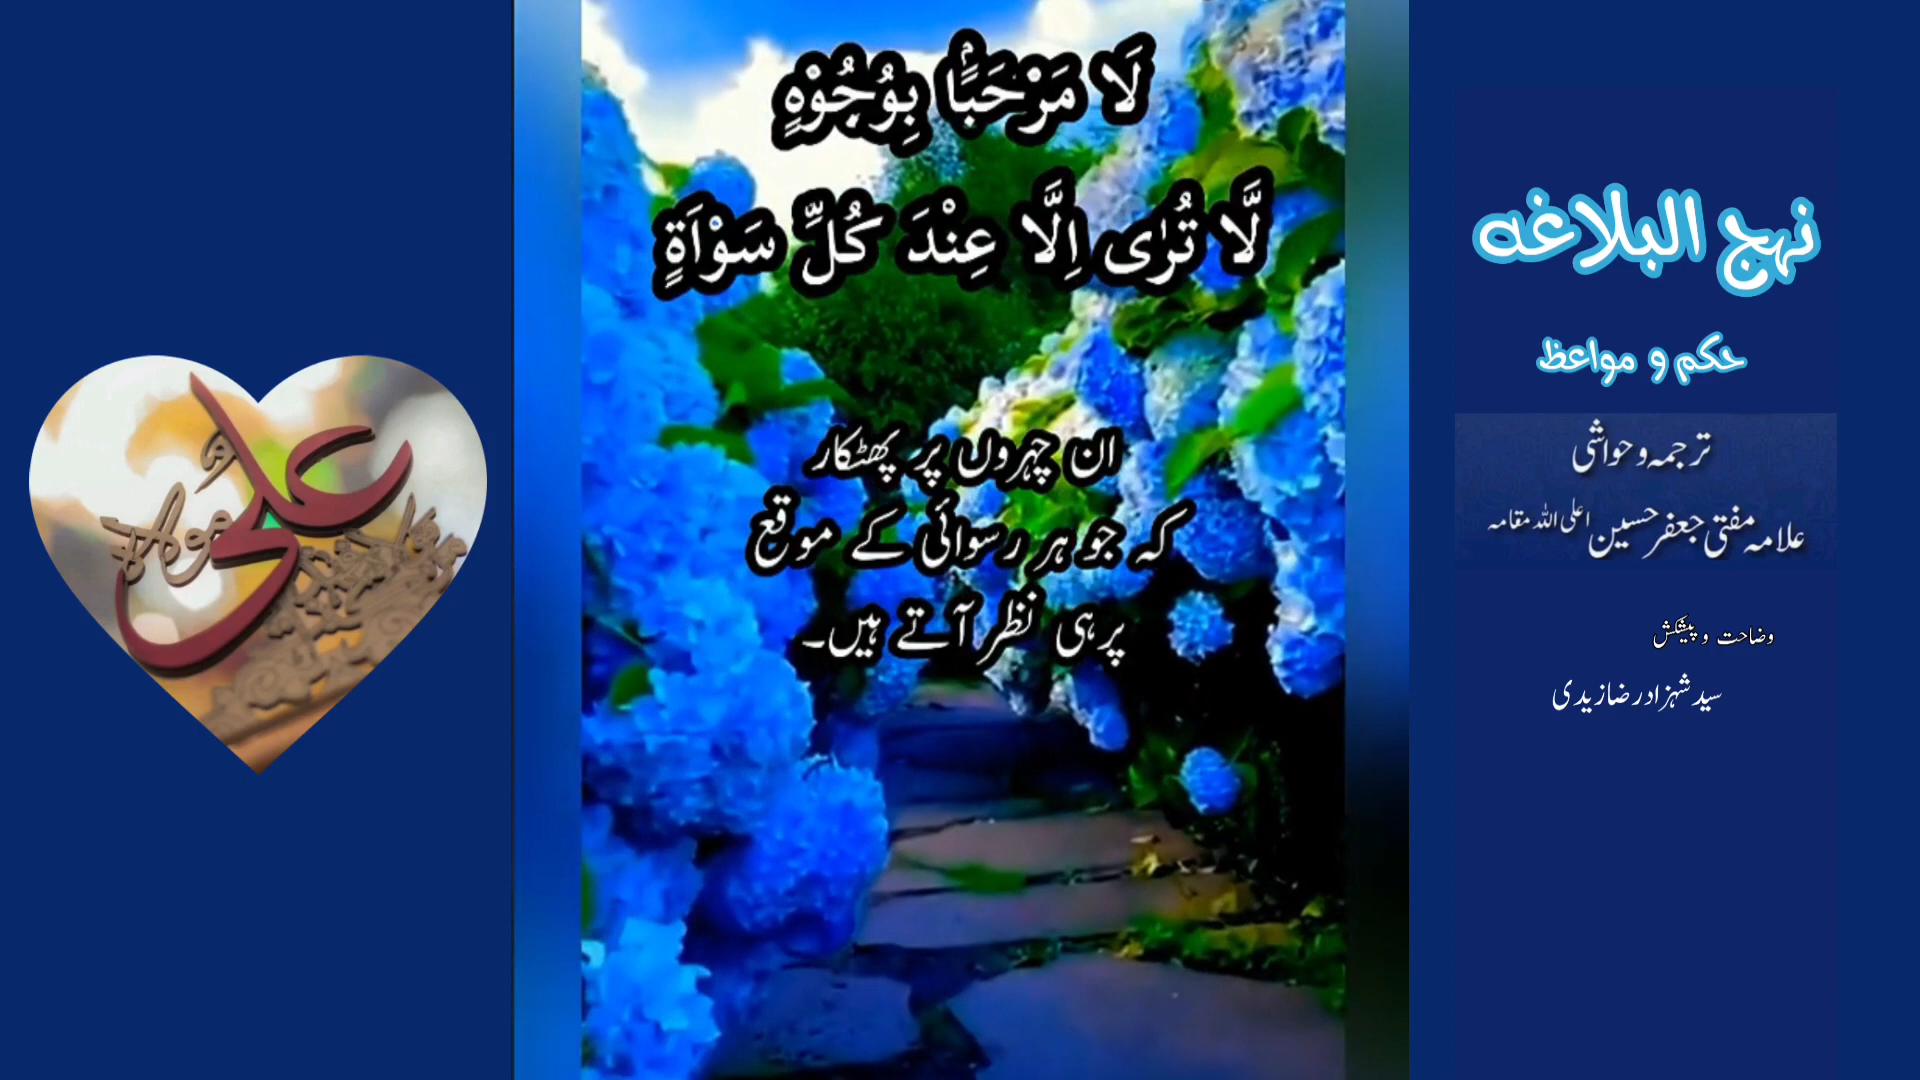 لَا مَرْحَبًۢا بِوُجُوْهٍ
لَّا تُرٰى اِلَّا عِنْدَ كُلِّ سَوْاَةٍ
ان چہروں پر پھٹکار
کہ جو ہر رسوائی کے موقع
پر ہی نظر آتے ہیں۔
نہج البلاغہ
حکم و مواعظ
ترجمہ و حواشی
علامہ مفتی جعفر حسین اعلی اللہ مقامہ
وضاحت و پیشکش
سید شہزاد رضا زیدی
علی
مولا